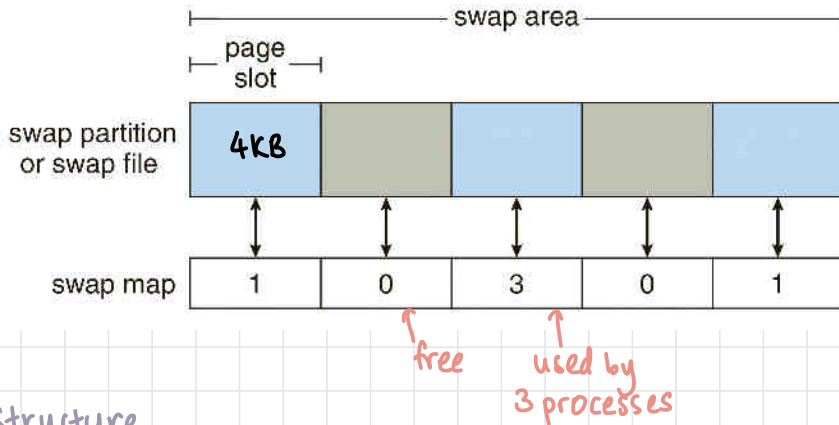 swap area
page
slot
swap partition
or swap file
4KB
swap map
1 0 3 0 1
free
used by
3 processes
structure